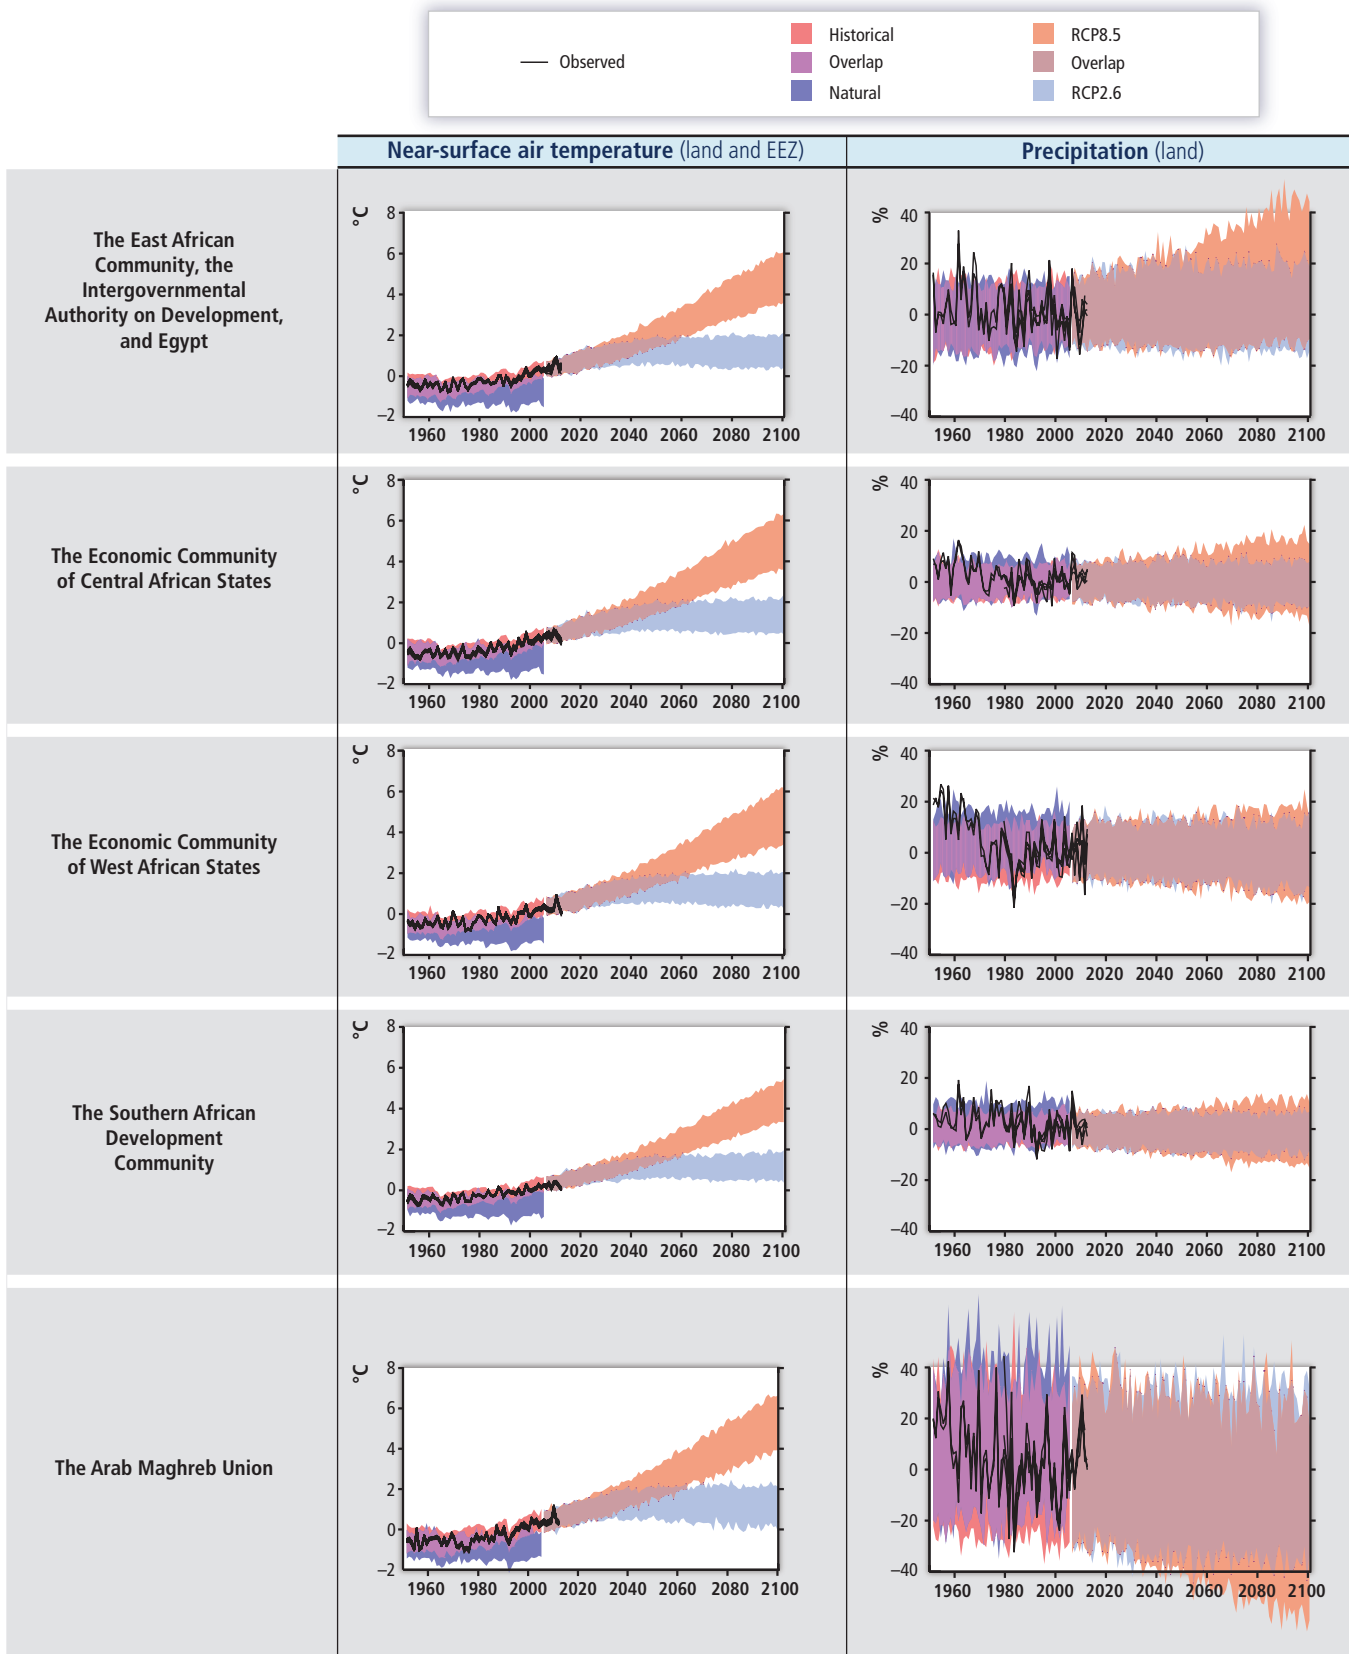 Observed
Historical
Overlap
Natural
RCP8.5
Overlap
RCP2.6
Near-surface air temperature (land and EEZ)
Precipitation (land)
The East African
Community, the
Intergovernmental
Authority on Development,
and Egypt
°C
8
6
4
2
0
–2
1960 1980 2000 2020 2040 2060 2080 2100
%
40
20
0
–20
–40
1960 1980 2000 2020 2040 2060 2080 2100
The Economic Community
of Central African States
°C
8
6
4
2
0
–2
1960 1980 2000 2020 2040 2060 2080 2100
%
40
20
0
–20
–40
1960 1980 2000 2020 2040 2060 2080 2100
The Economic Community
of West African States
°C
8
6
4
2
0
–2
1960 1980 2000 2020 2040 2060 2080 2100
%
40
20
0
–20
–40
1960 1980 2000 2020 2040 2060 2080 2100
The Southern African
Development
Community
°C
8
6
4
2
0
–2
1960 1980 2000 2020 2040 2060 2080 2100
%
40
20
0
–20
–40
1960 1980 2000 2020 2040 2060 2080 2100
The Arab Maghreb Union
°C
8
6
4
2
0
–2
1960 1980 2000 2020 2040 2060 2080 2100
%
40
20
0
–20
–40
1960 1980 2000 2020 2040 2060 2080 2100